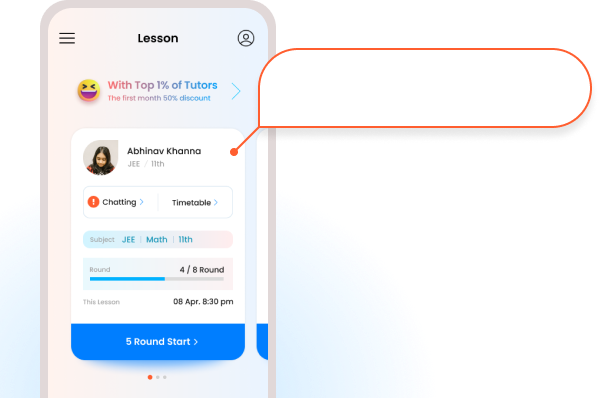 Lesson
With Top 1% of Tutors
The first month 50% discount
Abhinav Khanna
JEE / 11th
! Chatting >
Timetable >
Subject JEE | Math | 11th
Round 4 / 8 Round
This Lesson 08 Apr. 8:30 pm
5 Round Start >